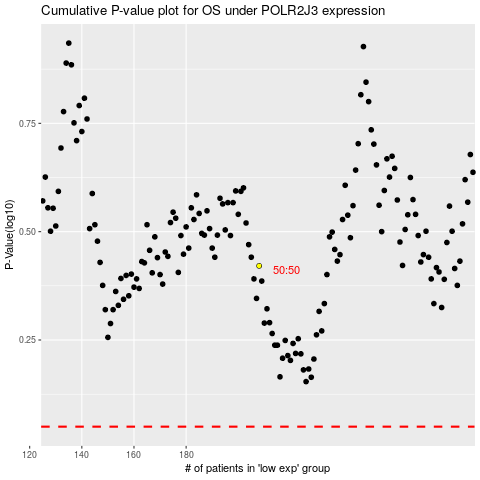 Cumulative P-value plot for OS under POLR2J3 expression
P-Value(log10)
0.75
0.50
0.25
50:50
120 140 160 180
# of patients in 'low exp' group